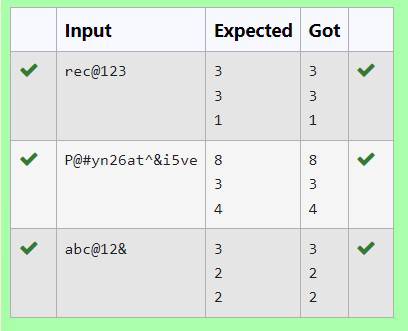 Input Expected Got
rec@123 3 3
3 3
1 1
P@#yn26at^&i5ve 8 8
3 3
4 4
abc@12& 3 3
2 2
2 2